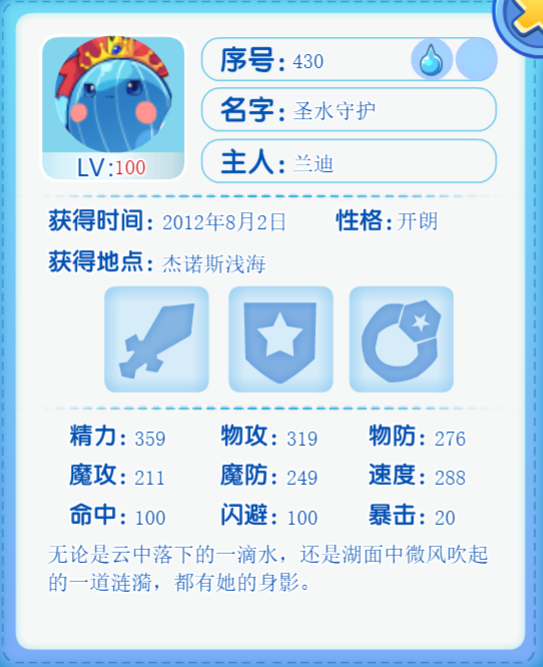 序号: 430
名字: 圣水守护
LV:100
主人: 兰迪
获得时间: 2012年8月2日 性格: 开朗
获得地点: 杰诺斯浅海
精力: 359 物攻: 319 物防: 276
魔攻: 211 魔防: 249 速度: 288
命中: 100 闪避: 100 暴击: 20
无论是云中落下的一滴水，还是湖面中微风吹起
的一道涟漪，都有她的身影。